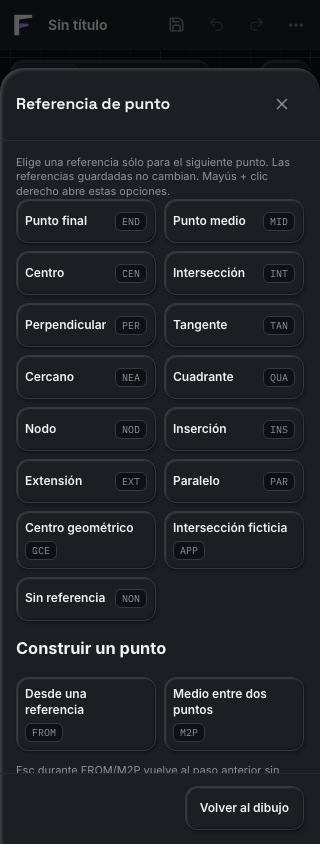 Sin título
Referencia de punto
Elige una referencia sólo para el siguiente punto. Las
referencias guardadas no cambian. Mayús + clic
derecho abre estas opciones.
Punto final END
Punto medio MID
Centro CEN
Intersección INT
Perpendicular PER
Tangente TAN
Cercano NEA
Cuadrante QUA
Nodo NOD
Inserción INS
Extensión EXT
Paralelo PAR
Centro geométrico
GCE
Intersección ficticia
APP
Sin referencia NON
Construir un punto
Desde una
referencia
FROM
Medio entre dos
puntos
M2P
Esc durante FROM/M2P vuelve al paso anterior sin
Volver al dibujo